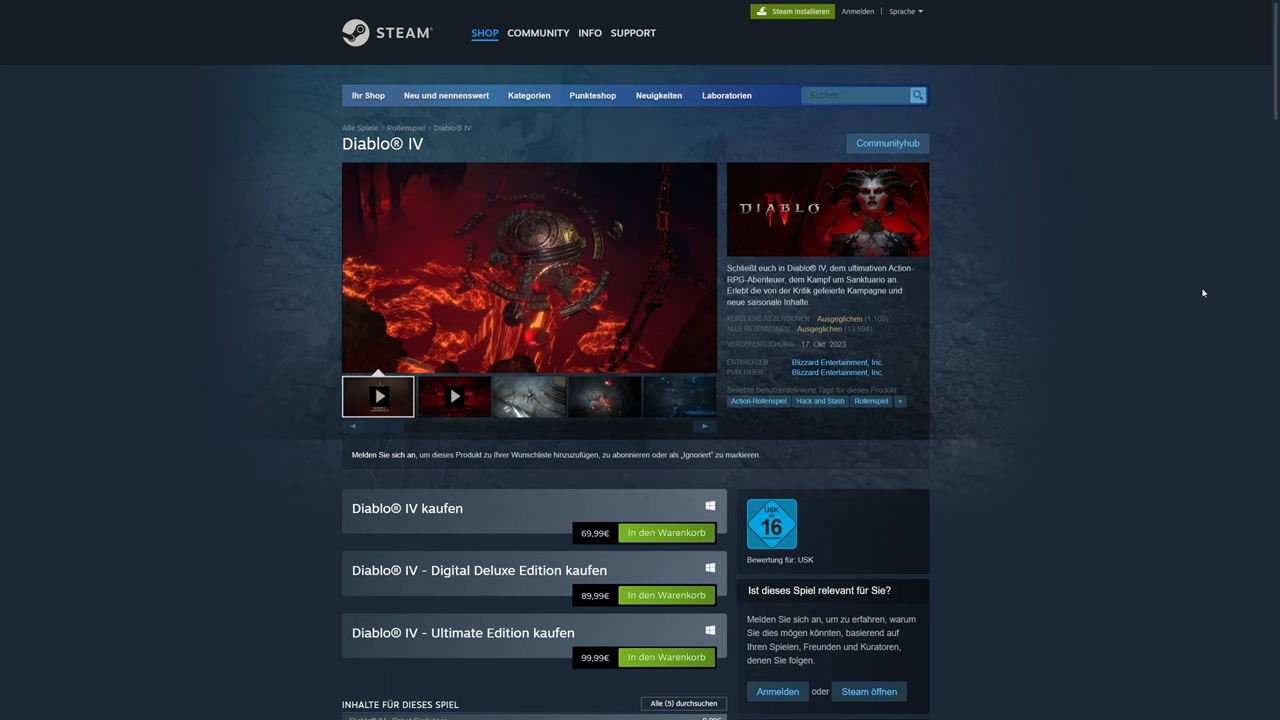 Steam installieren
Anmelden | Sprache
STEAM®
SHOP COMMUNITY INFO SUPPORT
Ihr Shop Neu und nennenswert Kategorien Punkteshop Neuigkeiten Laboratorien Suchen
Alle Spiele > Rollenspiel > Diablo® IV
Diablo® IV
Communityhub
DIABLO IV
Schließt euch in Diablo® IV, dem ultimativen Action-
RPG-Abenteuer, dem Kampf um Sanktuario an.
Erlebt die von der Kritik gefeierte Kampagne und
neue saisonale Inhalte.
KÜRZLICHE REZENSIONEN: Ausgeglichen (1,109)
ALLE REZENSIONEN: Ausgeglichen (13,694)
VERÖFFENTLICHUNG: 17. Okt. 2023
ENTWICKLER: Blizzard Entertainment, Inc.
PUBLISHER: Blizzard Entertainment, Inc.
Beliebte benutzerdefinierte Tags für dieses Produkt:
Action-Rollenspiel Hack and Slash Rollenspiel +
Melden Sie sich an, um dieses Produkt zu Ihrer Wunschliste hinzuzufügen, zu abonnieren oder als „Ignoriert“ zu markieren.
Diablo® IV kaufen
69,99€ In den Warenkorb
Diablo® IV - Digital Deluxe Edition kaufen
89,99€ In den Warenkorb
Diablo® IV - Ultimate Edition kaufen
99,99€ In den Warenkorb
INHALTE FÜR DIESES SPIEL Alle (5) durchsuchen
USK
ab
16
Bewertung für: USK
Ist dieses Spiel relevant für Sie?
Melden Sie sich an, um zu erfahren, warum
Sie dies mögen könnten, basierend auf
Ihren Spielen, Freunden und Kuratoren,
denen Sie folgen.
Anmelden oder Steam öffnen